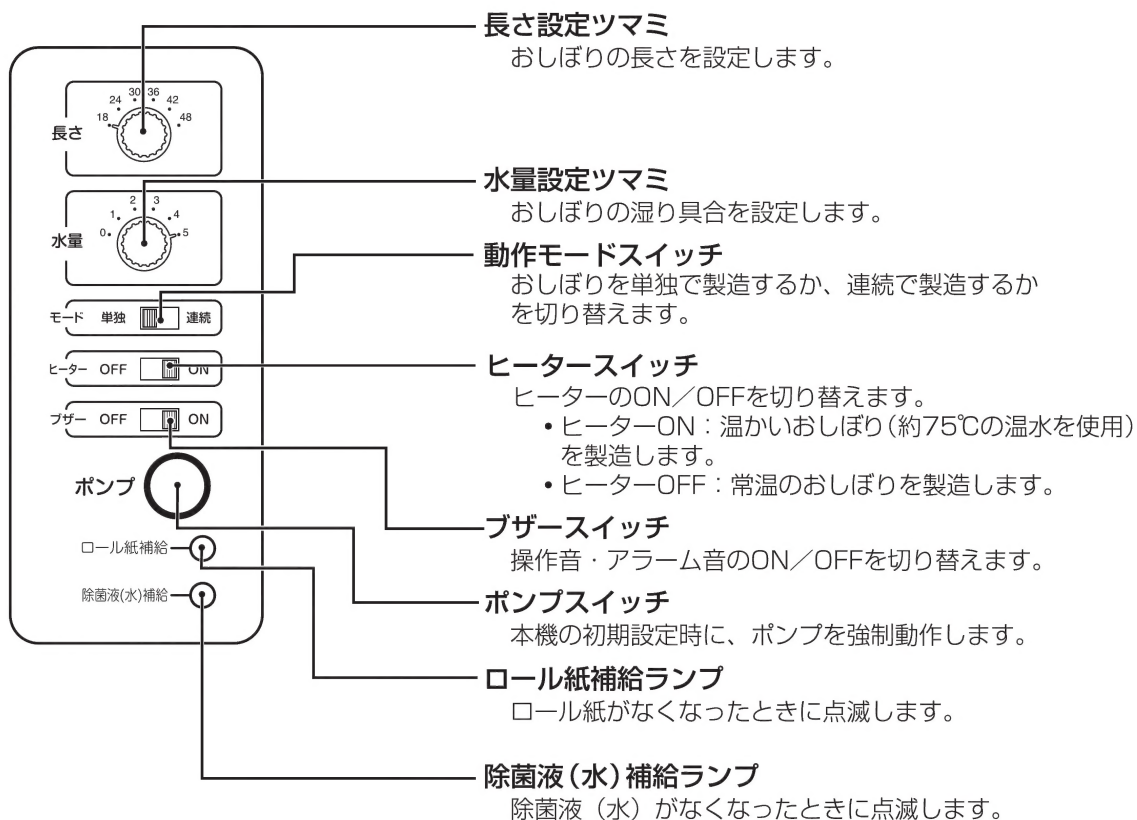 長さ設定ツマミ
おしぼりの長さを設定します。
長さ
18 24 30 36 42 48
水量設定ツマミ
おしぼりの湿り具合を設定します。
水量
0 1 2 3 4 5
動作モードスイッチ
おしぼりを単独で製造するか、連続で製造するか
を切り替えます。
モード 単独 連続
ヒータースイッチ
ヒーターのON／OFFを切り替えます。
• ヒーターON：温かいおしぼり（約75℃の温水を使用）
を製造します。
• ヒーターOFF：常温のおしぼりを製造します。
ヒーター OFF ON
ブザー OFF ON
ブザースイッチ
操作音・アラーム音のON／OFFを切り替えます。
ポンプ
ポンプスイッチ
本機の初期設定時に、ポンプを強制動作します。
ロール紙補給
ロール紙補給ランプ
ロール紙がなくなったときに点滅します。
除菌液(水)補給
除菌液（水）補給ランプ
除菌液（水）がなくなったときに点滅します。